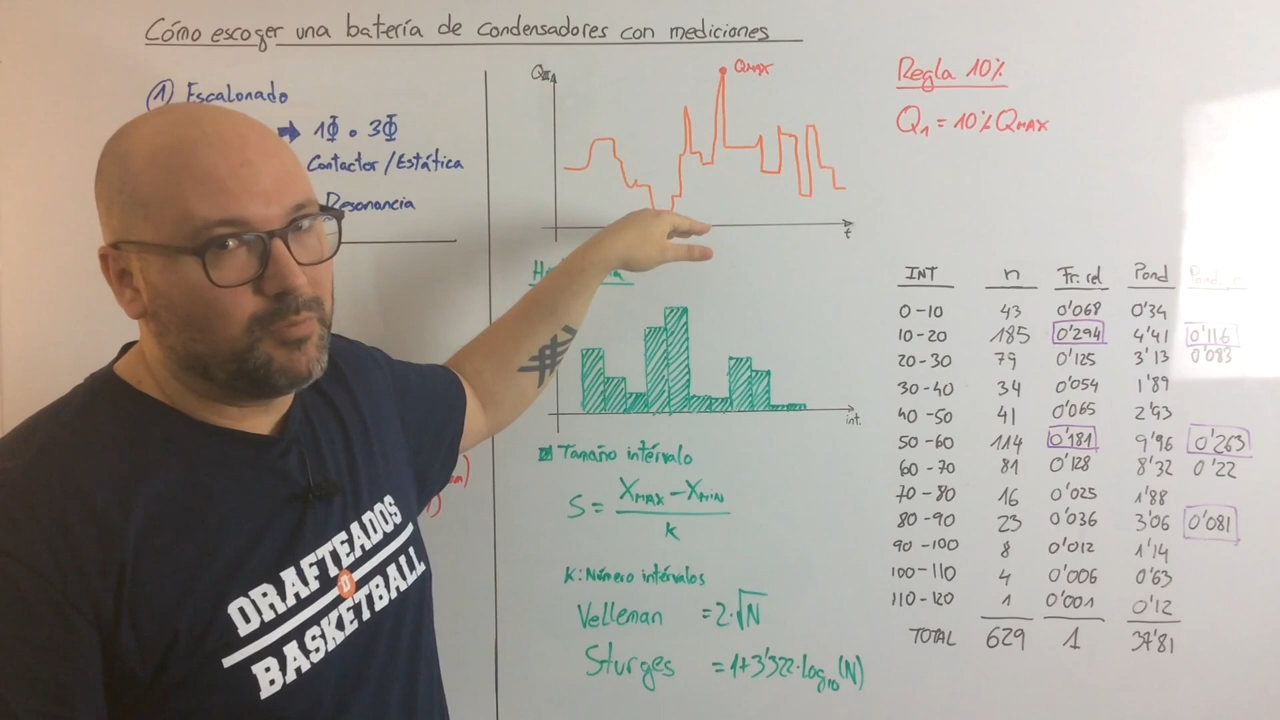 Cómo escoger una batería de condensadores con mediciones
① Escalonado
➡ 1Φ o 3Φ
Contactor / Estática
Resonancia
QMAX
t
int.
Tamaño intérvalo
S = XMAX - XMIN / K
K: Número intérvalos
Velleman = 2·√N
Sturges = 1+3'322·log10(N)
Regla 10%
Q1 = 10% QMAX
INT n Fr. rel Pond
0-10 43 0'068 0'34
10-20 185 0'294 4'41 0'116
20-30 79 0'125 3'13 0'083
30-40 34 0'054 1'89
40-50 41 0'065 2'93
50-60 114 0'181 9'96 0'263
60-70 81 0'128 8'32 0'22
70-80 16 0'025 1'88
80-90 23 0'036 3'06 0'081
90-100 8 0'012 1'14
100-110 4 0'006 0'63
110-120 1 0'001 0'12
TOTAL 629 1 37'81
DRAFTEADOS
D
BASKETBALL